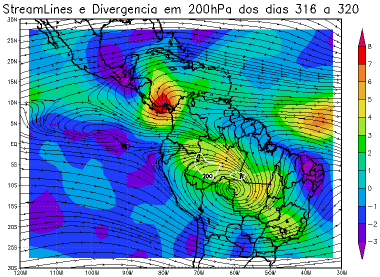 StreamLines e Divergencia em 200hPa dos dias 316 a 320
30N
25N
20N
15N
10N
5N
EQ
5S
10S
15S
20S
25S
30S
120W 110W 100W 90W 80W 70W 60W 50W 40W 30W
200
8
7
6
5
4
3
2
1
0
-1
-2
-3